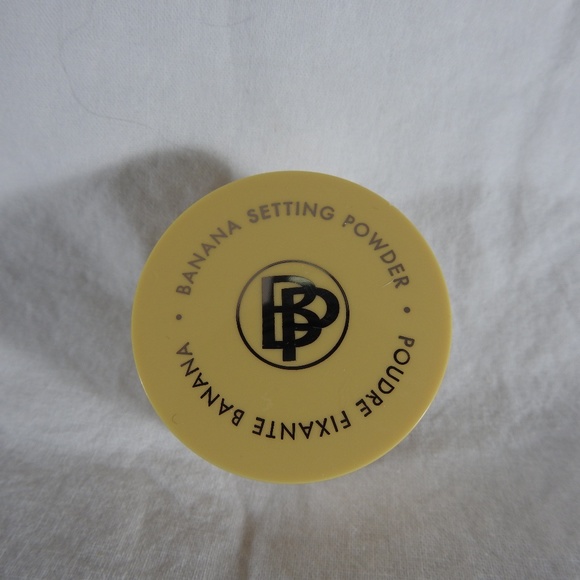 • BANANA SETTING POWDER •
BP
POUDRE FIXANTE BANANA